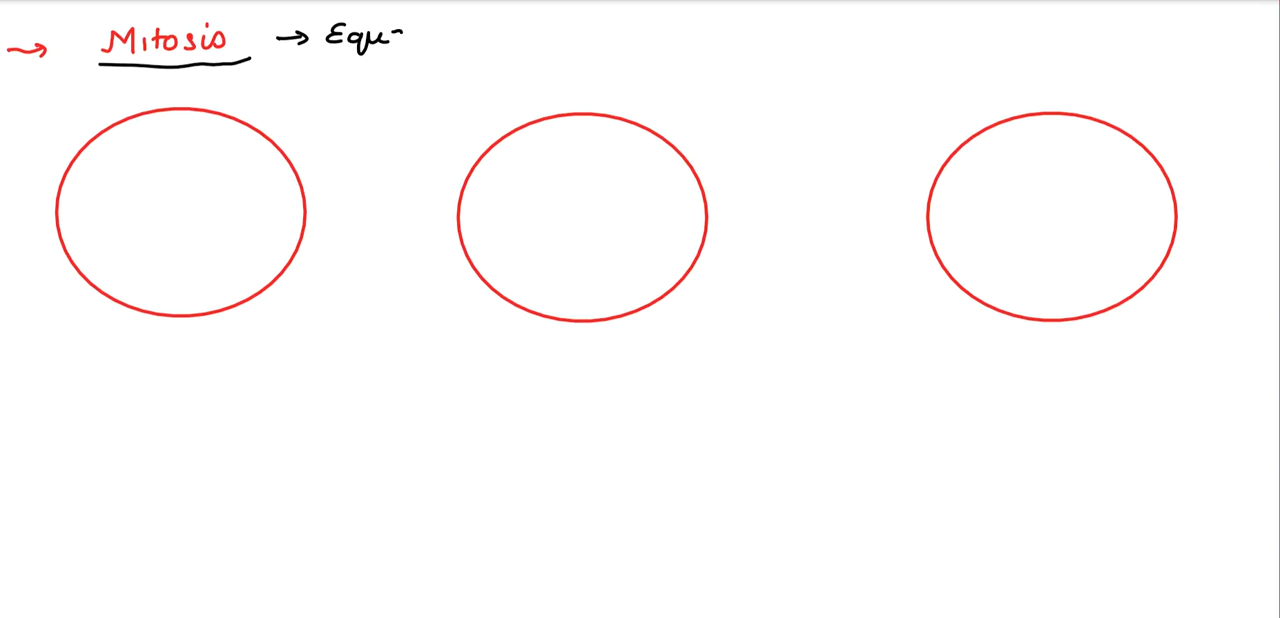 → Mitosis → Equ-